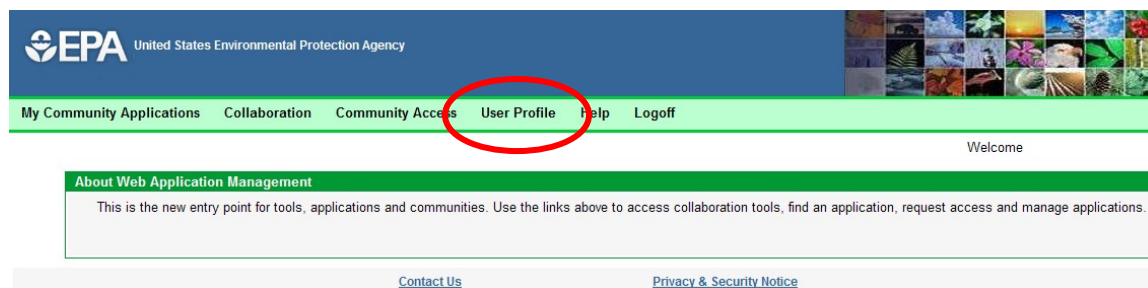 EPA United States Environmental Protection Agency
My Community Applications Collaboration Community Access User Profile Help Logoff
Welcome
About Web Application Management
This is the new entry point for tools, applications and communities. Use the links above to access collaboration tools, find an application, request access and manage applications.
Contact Us Privacy & Security Notice